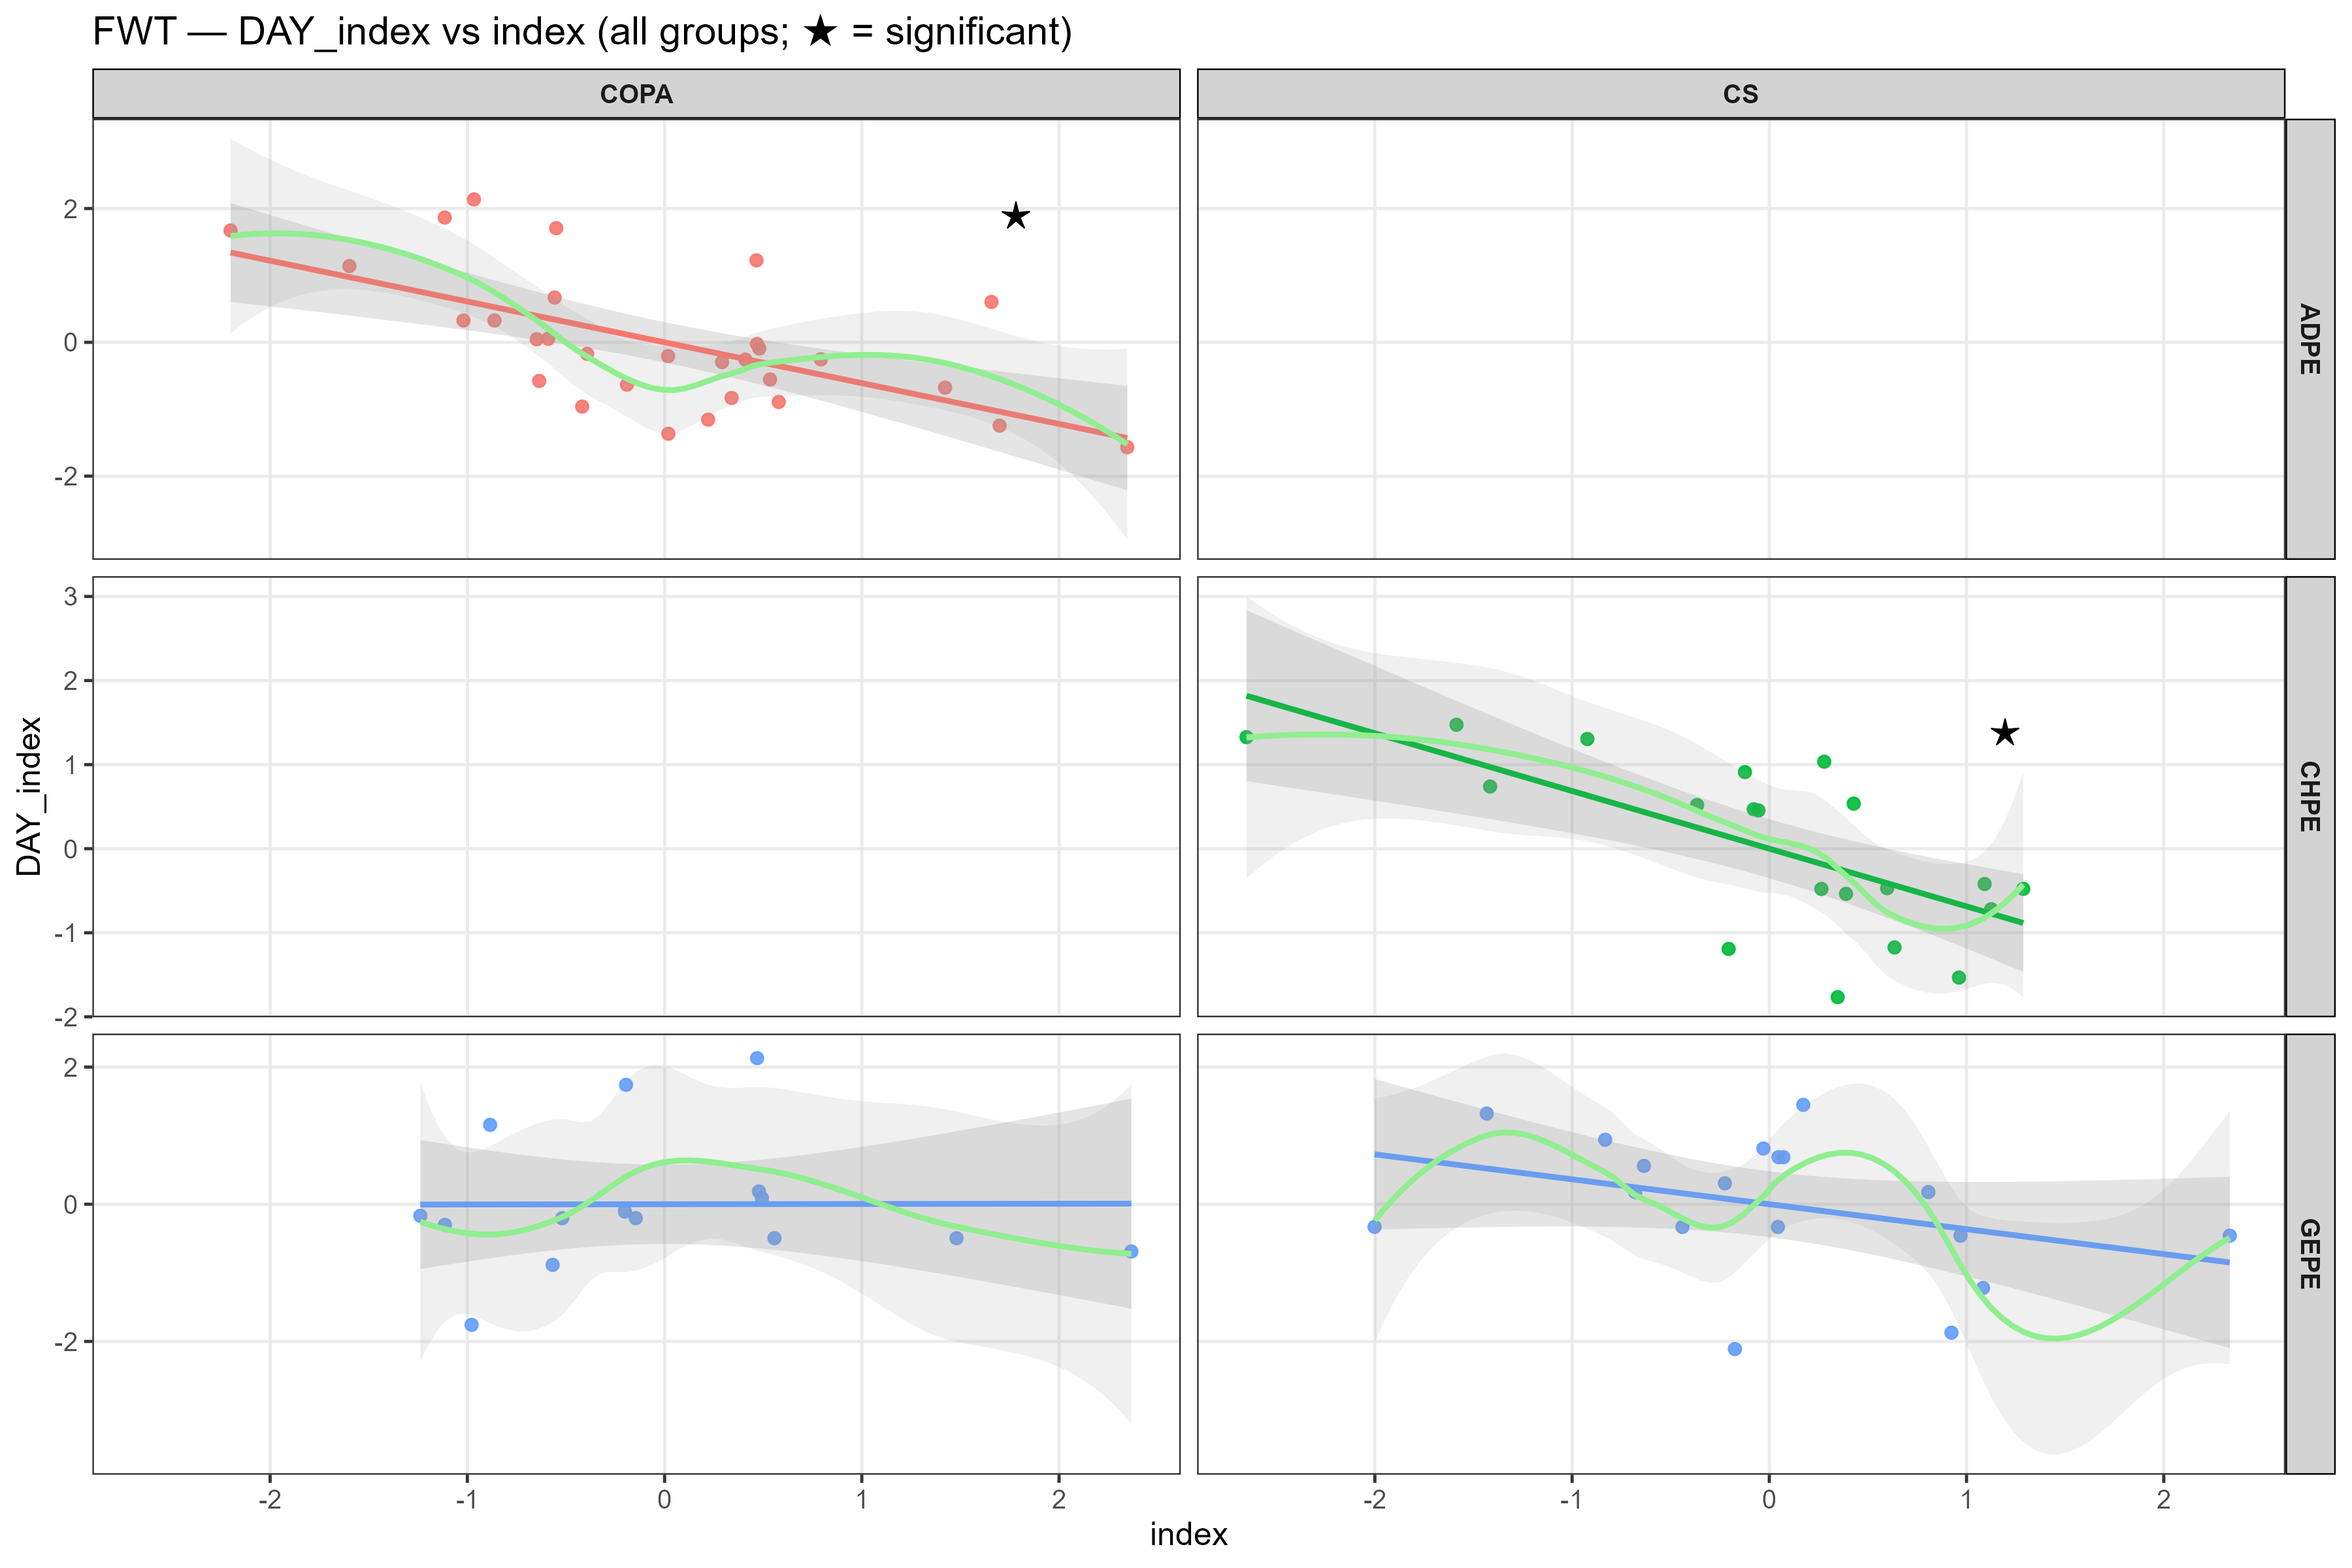 FWT — DAY_index vs index (all groups; ★ = significant)
COPA
CS
2
0
-2
ADPE
3
2
1
0
-1
-2
CHPE
DAY_index
2
0
-2
GEPE
-2
-1
0
1
2
-2
-1
0
1
2
index